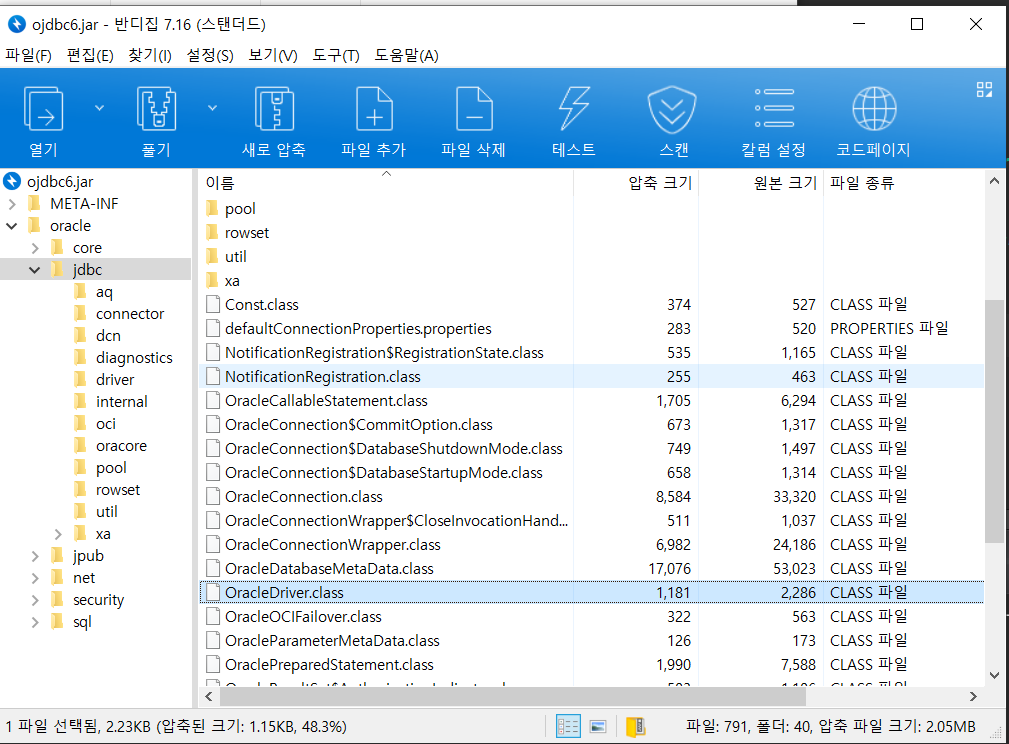 ojdbc6.jar - 반디집 7.16 (스탠더드)
파일(F) 편집(E) 찾기(I) 설정(S) 보기(V) 도구(T) 도움말(A)
열기 풀기 새로 압축 파일 추가 파일 삭제 테스트 스캔 칼럼 설정 코드페이지
ojdbc6.jar
META-INF
oracle
core
jdbc
aq
connector
dcn
diagnostics
driver
internal
oci
oracore
pool
rowset
util
xa
jpub
net
security
sql
이름 압축 크기 원본 크기 파일 종류
pool
rowset
util
xa
Const.class 374 527 CLASS 파일
defaultConnectionProperties.properties 283 520 PROPERTIES 파일
NotificationRegistration$RegistrationState.class 535 1,165 CLASS 파일
NotificationRegistration.class 255 463 CLASS 파일
OracleCallableStatement.class 1,705 6,294 CLASS 파일
OracleConnection$CommitOption.class 673 1,317 CLASS 파일
OracleConnection$DatabaseShutdownMode.class 749 1,497 CLASS 파일
OracleConnection$DatabaseStartupMode.class 658 1,314 CLASS 파일
OracleConnection.class 8,584 33,320 CLASS 파일
OracleConnectionWrapper$CloseInvocationHand... 511 1,037 CLASS 파일
OracleConnectionWrapper.class 6,982 24,186 CLASS 파일
OracleDatabaseMetaData.class 17,076 53,023 CLASS 파일
OracleDriver.class 1,181 2,286 CLASS 파일
OracleOCIFailover.class 322 563 CLASS 파일
OracleParameterMetaData.class 126 173 CLASS 파일
OraclePreparedStatement.class 1,990 7,588 CLASS 파일
1 파일 선택됨, 2.23KB (압축된 크기: 1.15KB, 48.3%) 파일: 791, 폴더: 40, 압축 파일 크기: 2.05MB